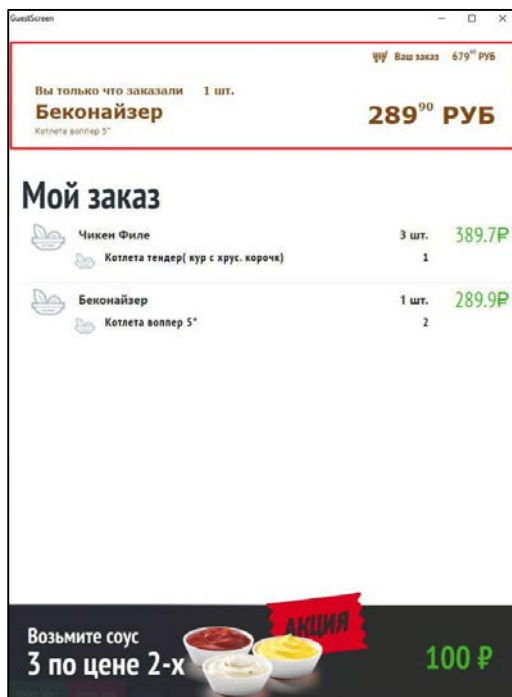 GuestScreen
Ваш заказ 679⁹⁰ РУБ
Вы только что заказали 1 шт.
Беконайзер 289⁹⁰ РУБ
Котлета воппер 5"
Мой заказ
Чикен Филе 3 шт. 389.7₽
Котлета тендер( кур с хрус. корочк) 1
Беконайзер 1 шт. 289.9₽
Котлета воппер 5" 2
АКЦИЯ
Возьмите соус
3 по цене 2-х 100 ₽